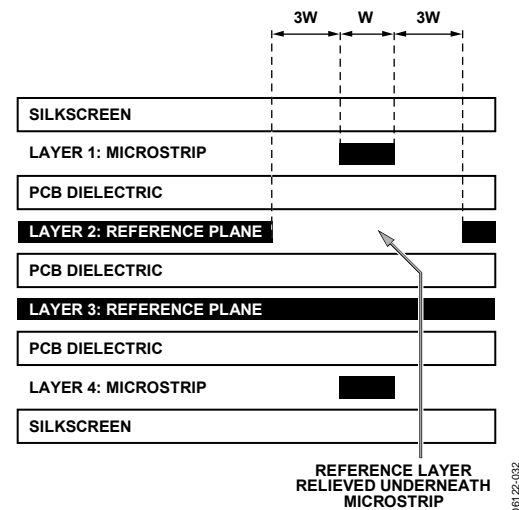 3W W 3W
SILKSCREEN
LAYER 1: MICROSTRIP
PCB DIELECTRIC
LAYER 2: REFERENCE PLANE
PCB DIELECTRIC
LAYER 3: REFERENCE PLANE
PCB DIELECTRIC
LAYER 4: MICROSTRIP
SILKSCREEN
REFERENCE LAYER
RELIEVED UNDERNEATH
MICROSTRIP